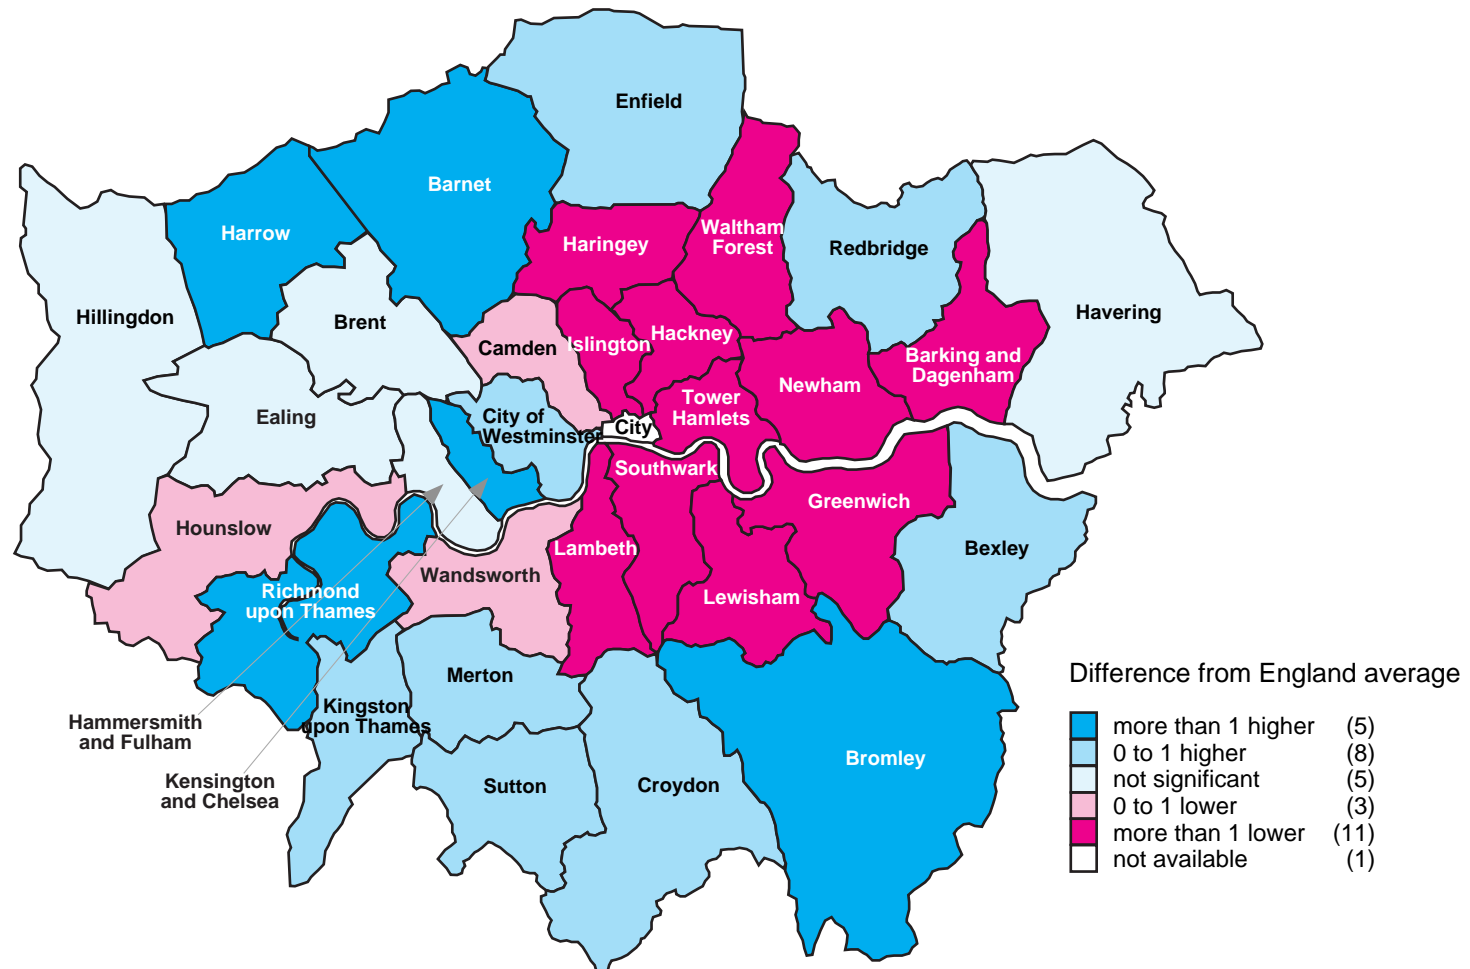 Enfield
Barnet
Harrow
Haringey
Waltham
Forest
Redbridge
Havering
Hillingdon
Brent
Camden
Islington
Hackney
Barking and
Dagenham
Newham
Tower
Hamlets
Ealing
City of
Westminster
City
Southwark
Greenwich
Hounslow
Lambeth
Bexley
Wandsworth
Richmond
upon Thames
Lewisham
Merton
Kingston
upon Thames
Hammersmith
and Fulham
Kensington
and Chelsea
Sutton
Croydon
Bromley
Difference from England average
more than 1 higher (5)
0 to 1 higher (8)
not significant (5)
0 to 1 lower (3)
more than 1 lower (11)
not available (1)